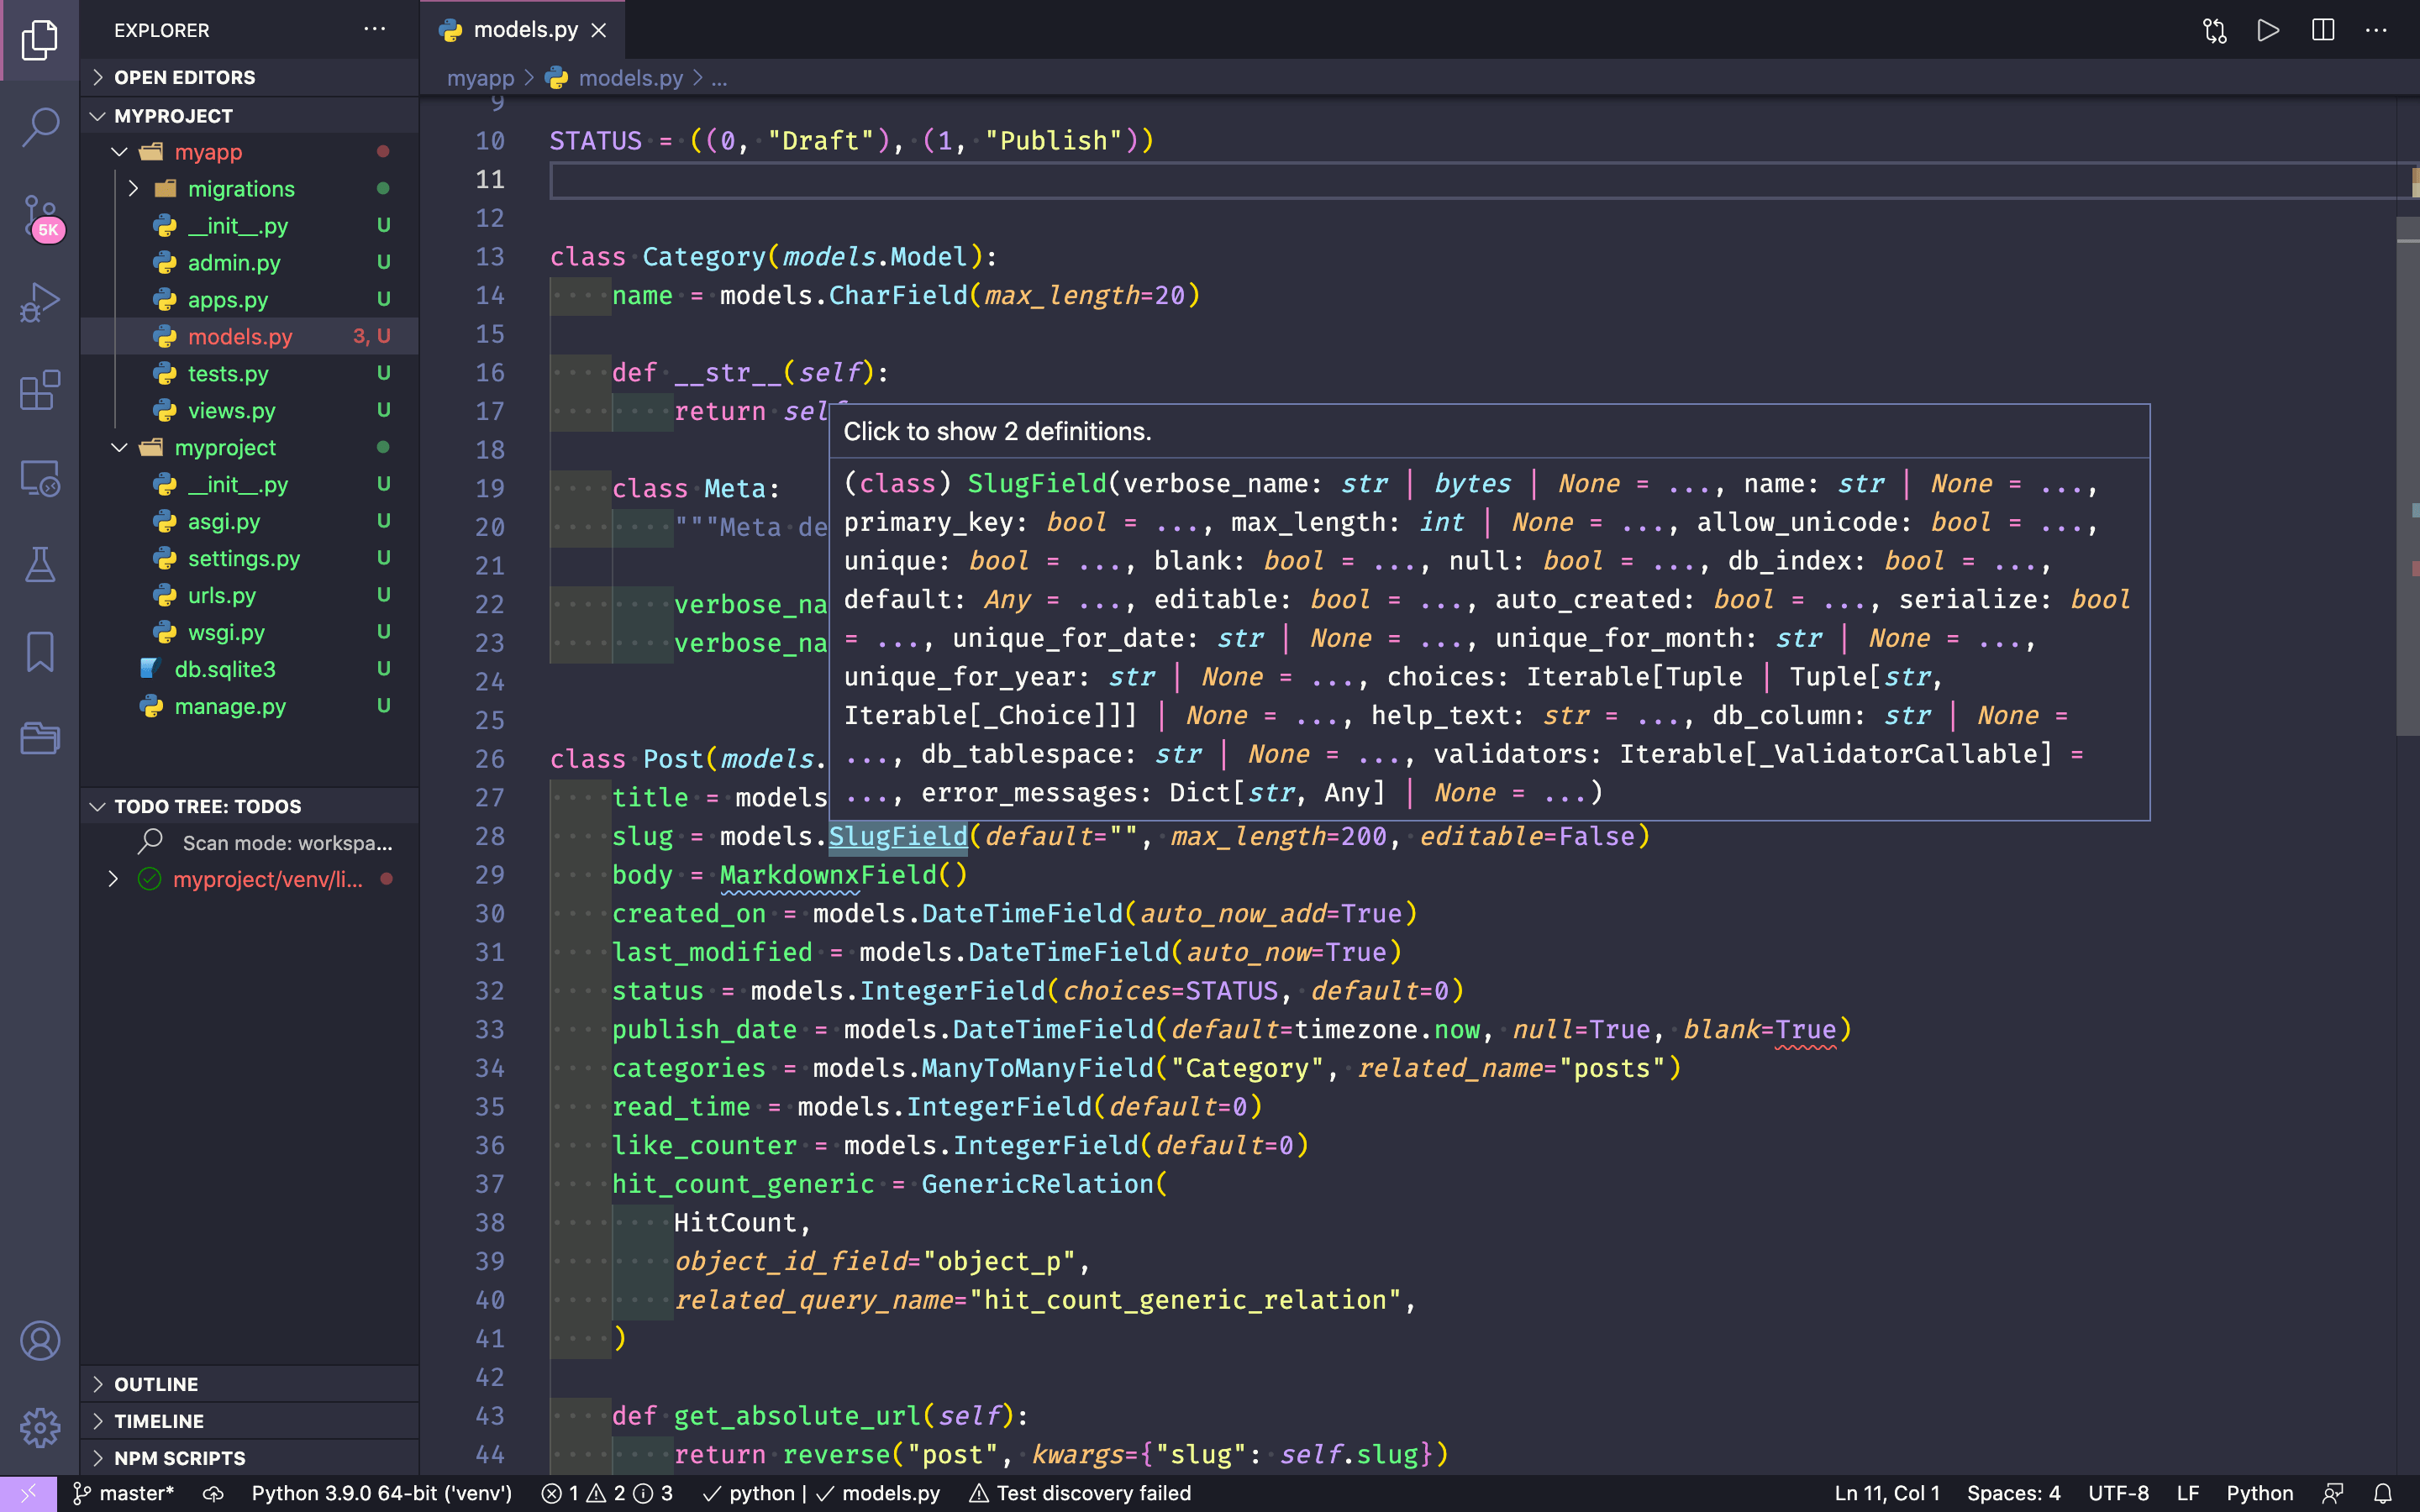 EXPLORER
OPEN EDITORS
MYPROJECT
myapp
migrations
__init__.py U
admin.py U
apps.py U
models.py 3, U
tests.py U
views.py U
myproject
__init__.py U
asgi.py U
settings.py U
urls.py U
wsgi.py U
db.sqlite3 U
manage.py U
TODO TREE: TODOS
Scan mode: workspa...
myproject/venv/li...
OUTLINE
TIMELINE
NPM SCRIPTS
5K
models.py
myapp > models.py > ...
9
10 STATUS = ((0, "Draft"), (1, "Publish"))
11
12
13 class Category(models.Model):
14 name = models.CharField(max_length=20)
15
16 def __str__(self):
17 return self
18
19 class Meta:
20 """Meta de
21
22 verbose_na
23 verbose_na
24
25
26 class Post(models.
27 title = models
Click to show 2 definitions.
(class) SlugField(verbose_name: str | bytes | None = ..., name: str | None = ...,
primary_key: bool = ..., max_length: int | None = ..., allow_unicode: bool = ...,
unique: bool = ..., blank: bool = ..., null: bool = ..., db_index: bool = ...,
default: Any = ..., editable: bool = ..., auto_created: bool = ..., serialize: bool
= ..., unique_for_date: str | None = ..., unique_for_month: str | None = ...,
unique_for_year: str | None = ..., choices: Iterable[Tuple | Tuple[str,
Iterable[_Choice]]] | None = ..., help_text: str = ..., db_column: str | None =
..., db_tablespace: str | None = ..., validators: Iterable[_ValidatorCallable] =
..., error_messages: Dict[str, Any] | None = ...)
28 slug = models.SlugField(default="", max_length=200, editable=False)
29 body = MarkdownxField()
30 created_on = models.DateTimeField(auto_now_add=True)
31 last_modified = models.DateTimeField(auto_now=True)
32 status = models.IntegerField(choices=STATUS, default=0)
33 publish_date = models.DateTimeField(default=timezone.now, null=True, blank=True)
34 categories = models.ManyToManyField("Category", related_name="posts")
35 read_time = models.IntegerField(default=0)
36 like_counter = models.IntegerField(default=0)
37 hit_count_generic = GenericRelation(
38 HitCount,
39 object_id_field="object_p",
40 related_query_name="hit_count_generic_relation",
41 )
42
43 def get_absolute_url(self):
44 return reverse("post", kwargs={"slug": self.slug})
master* Python 3.9.0 64-bit ('venv') 1 2 3 python | models.py Test discovery failed Ln 11, Col 1 Spaces: 4 UTF-8 LF Python